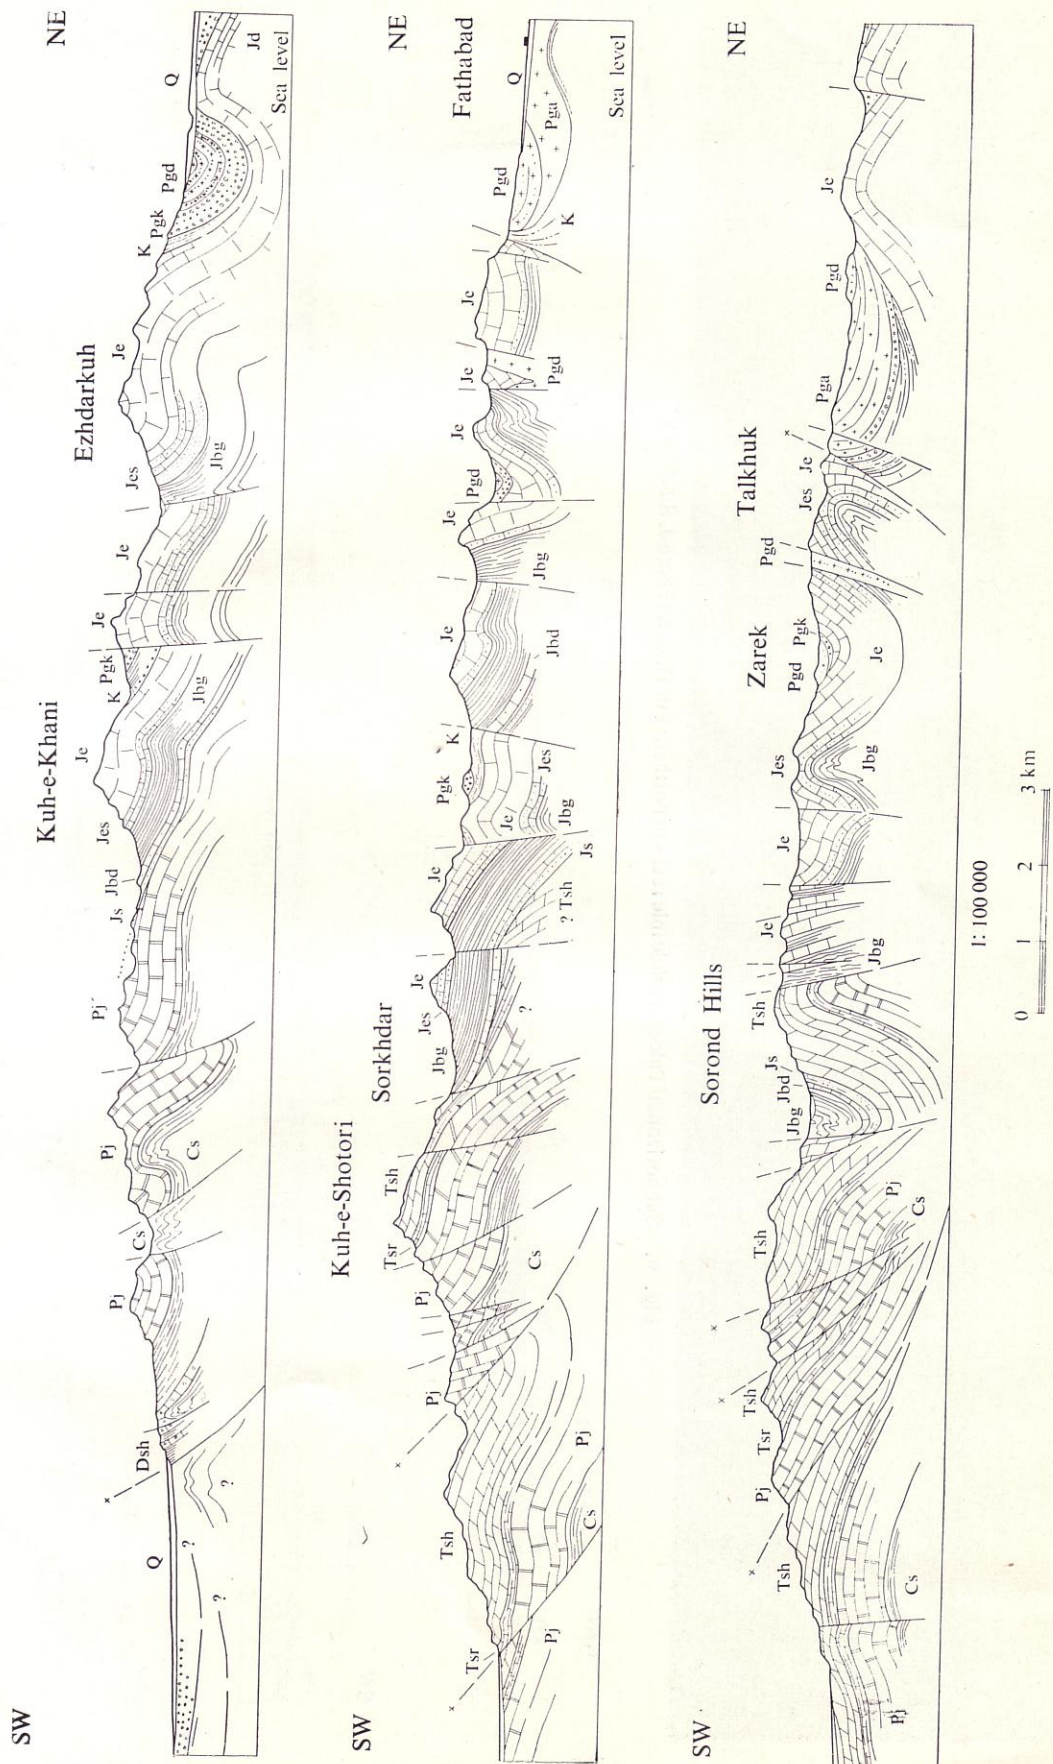 SW
Kuh-e-Khani
Ezhdarkuh
NE
Q
Dsh
Pj
Cs
Pj
Pj
Js
Jbd
Jes
Je
K
Pgk
Je
Je
Jes
Je
K
Pgk
Pgd
Q
?
?
?
Cs
Jbg
Jbg
Jd
Sea level
SW
Kuh-e-Shotori
Sorkhdar
Fathabad
NE
Tsr
Tsh
Pj
Pj
Tsr
Tsh
Jbg
Jes
Je
Je
Pgk
K
Je
Je
Pgd
Je
Je
Je
Pgd
Q
Pj
Cs
Pj
Cs
?
? Tsh
Js
Jbg
Je
Jes
Jbd
Jbg
Pgd
K
Pga
Sea level
SW
Sorond Hills
Zarek
Talkhuk
NE
Tsh
Pj
Tsr
Tsh
Tsh
Jbg
Jbd
Js
Tsh
Je
Je
Jes
Pgd
Pgk
Pgd
Jes
Je
Pga
Pgd
Je
Pj
Cs
Cs
Pj
Jbg
Jbg
Je
1: 100 000
0 1 2 3 km